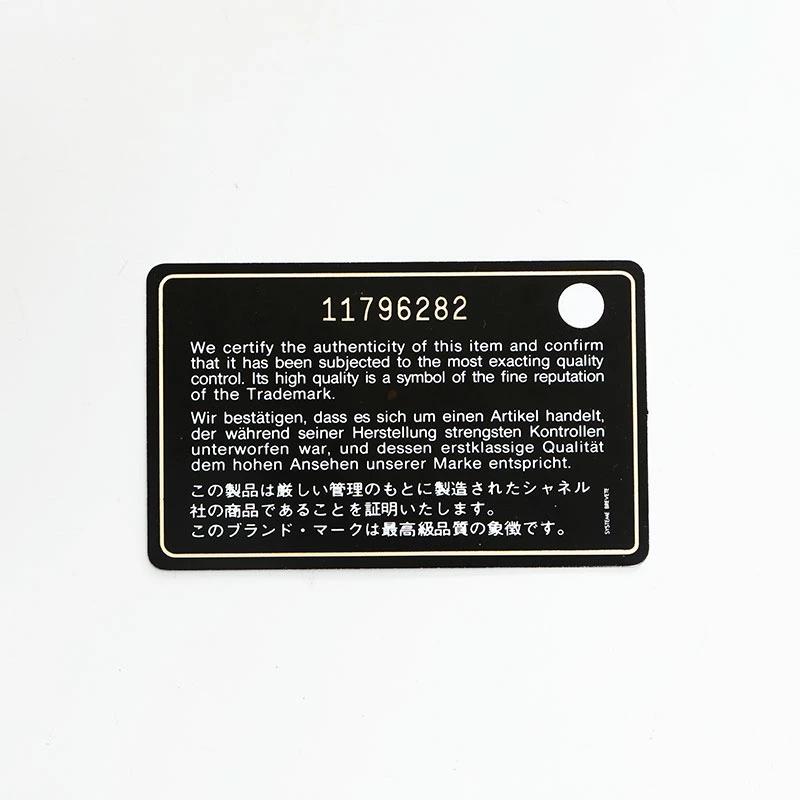 11796282
We certify the authenticity of this item and confirm
that it has been subjected to the most exacting quality
control. Its high quality is a symbol of the fine reputation
of the Trademark.
Wir bestätigen, dass es sich um einen Artikel handelt,
der während seiner Herstellung strengsten Kontrollen
unterworfen war, und dessen erstklassige Qualität
dem hohen Ansehen unserer Marke entspricht.
この製品は厳しい管理のもとに製造されたシャネル
社の商品であることを証明いたします。
このブランド・マークは最高級品質の象徴です。
SYSTEME BREVETE